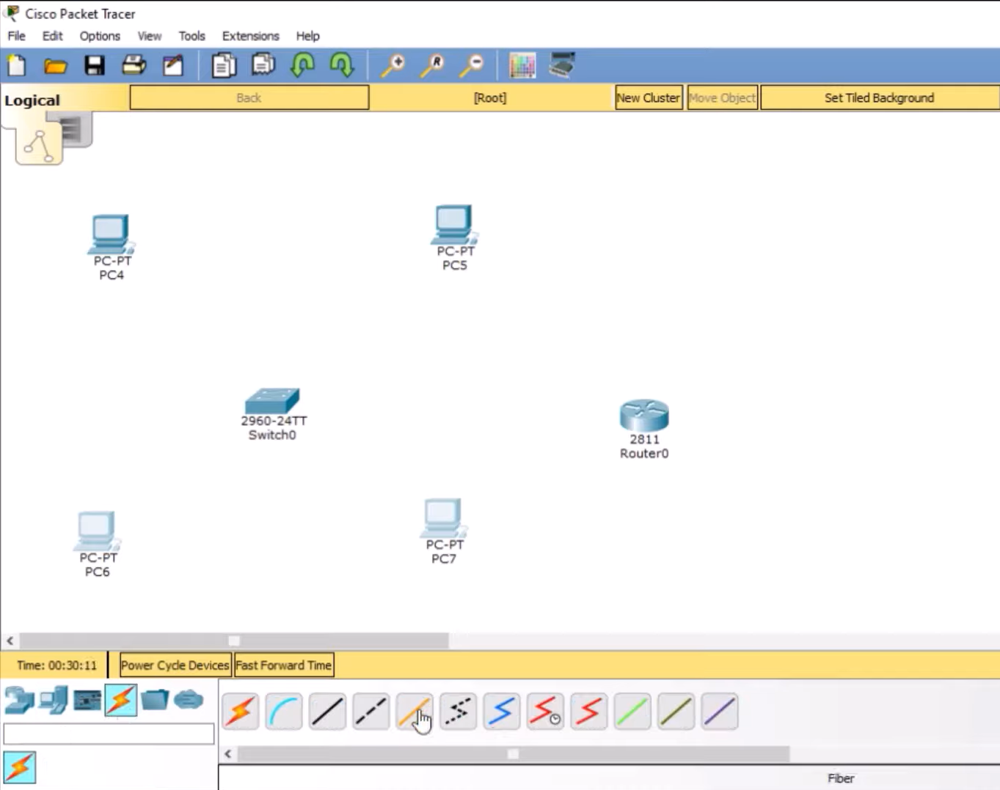 Cisco Packet Tracer
File Edit Options View Tools Extensions Help
R
Logical Back [Root] New Cluster Move Object Set Tiled Background
PC-PT
PC4
PC-PT
PC5
2960-24TT
Switch0
2811
Router0
PC-PT
PC6
PC-PT
PC7
Time: 00:30:11 Power Cycle Devices Fast Forward Time
Fiber